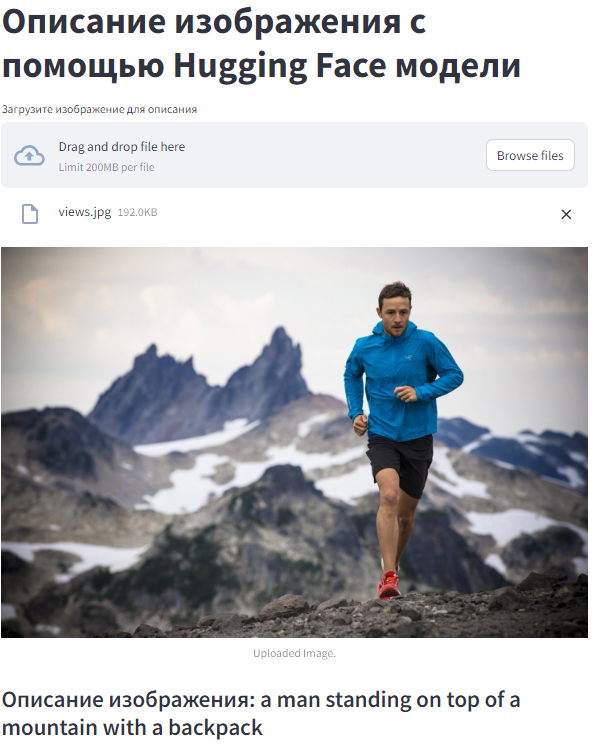 Описание изображения с
помощью Hugging Face модели
Загрузите изображение для описания
Drag and drop file here
Limit 200MB per file
Browse files
views.jpg 192.0KB
Uploaded Image.
Описание изображения: a man standing on top of a
mountain with a backpack